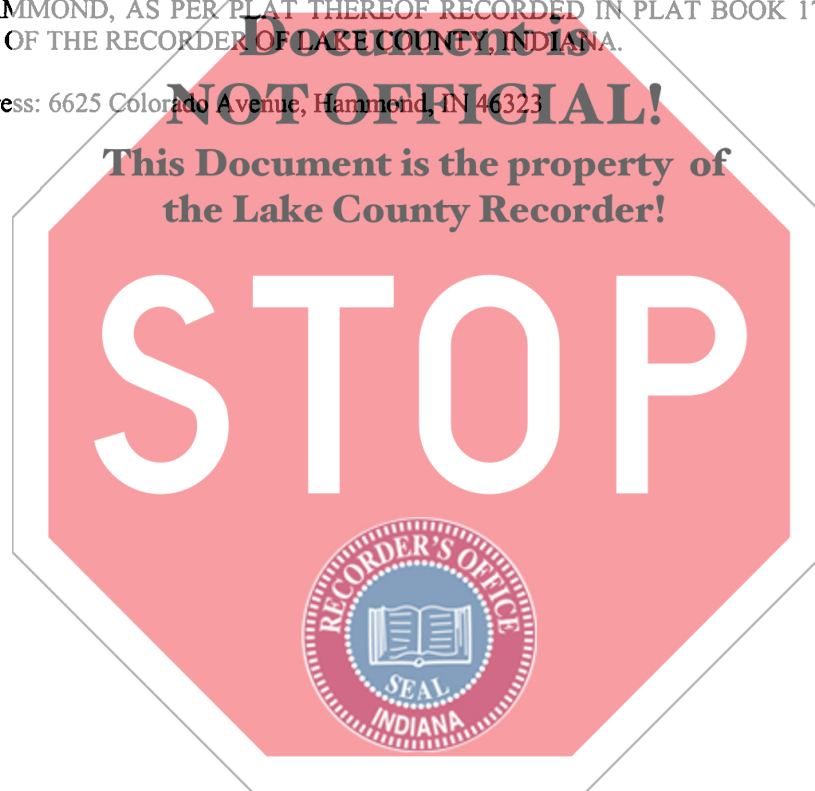 MMOND, AS PER PLAT THEREOF RECORDED IN PLAT BOOK 17
OF THE RECORDER OF LAKE COUNTY, INDIANA.
Document is
ress: 6625 Colorado Avenue, Hammond, IN 46323
NOT OFFICIAL!
This Document is the property of
the Lake County Recorder!
STOP
RECORDER'S OFFICE
SEAL
INDIANA